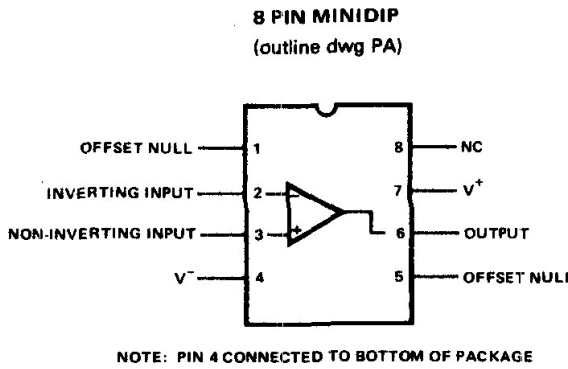 8 PIN MINIDIP
(outline dwg PA)
OFFSET NULL 1 8 NC
INVERTING INPUT 2 − 7 V+
NON-INVERTING INPUT 3 + 6 OUTPUT
V− 4 5 OFFSET NULL
NOTE: PIN 4 CONNECTED TO BOTTOM OF PACKAGE